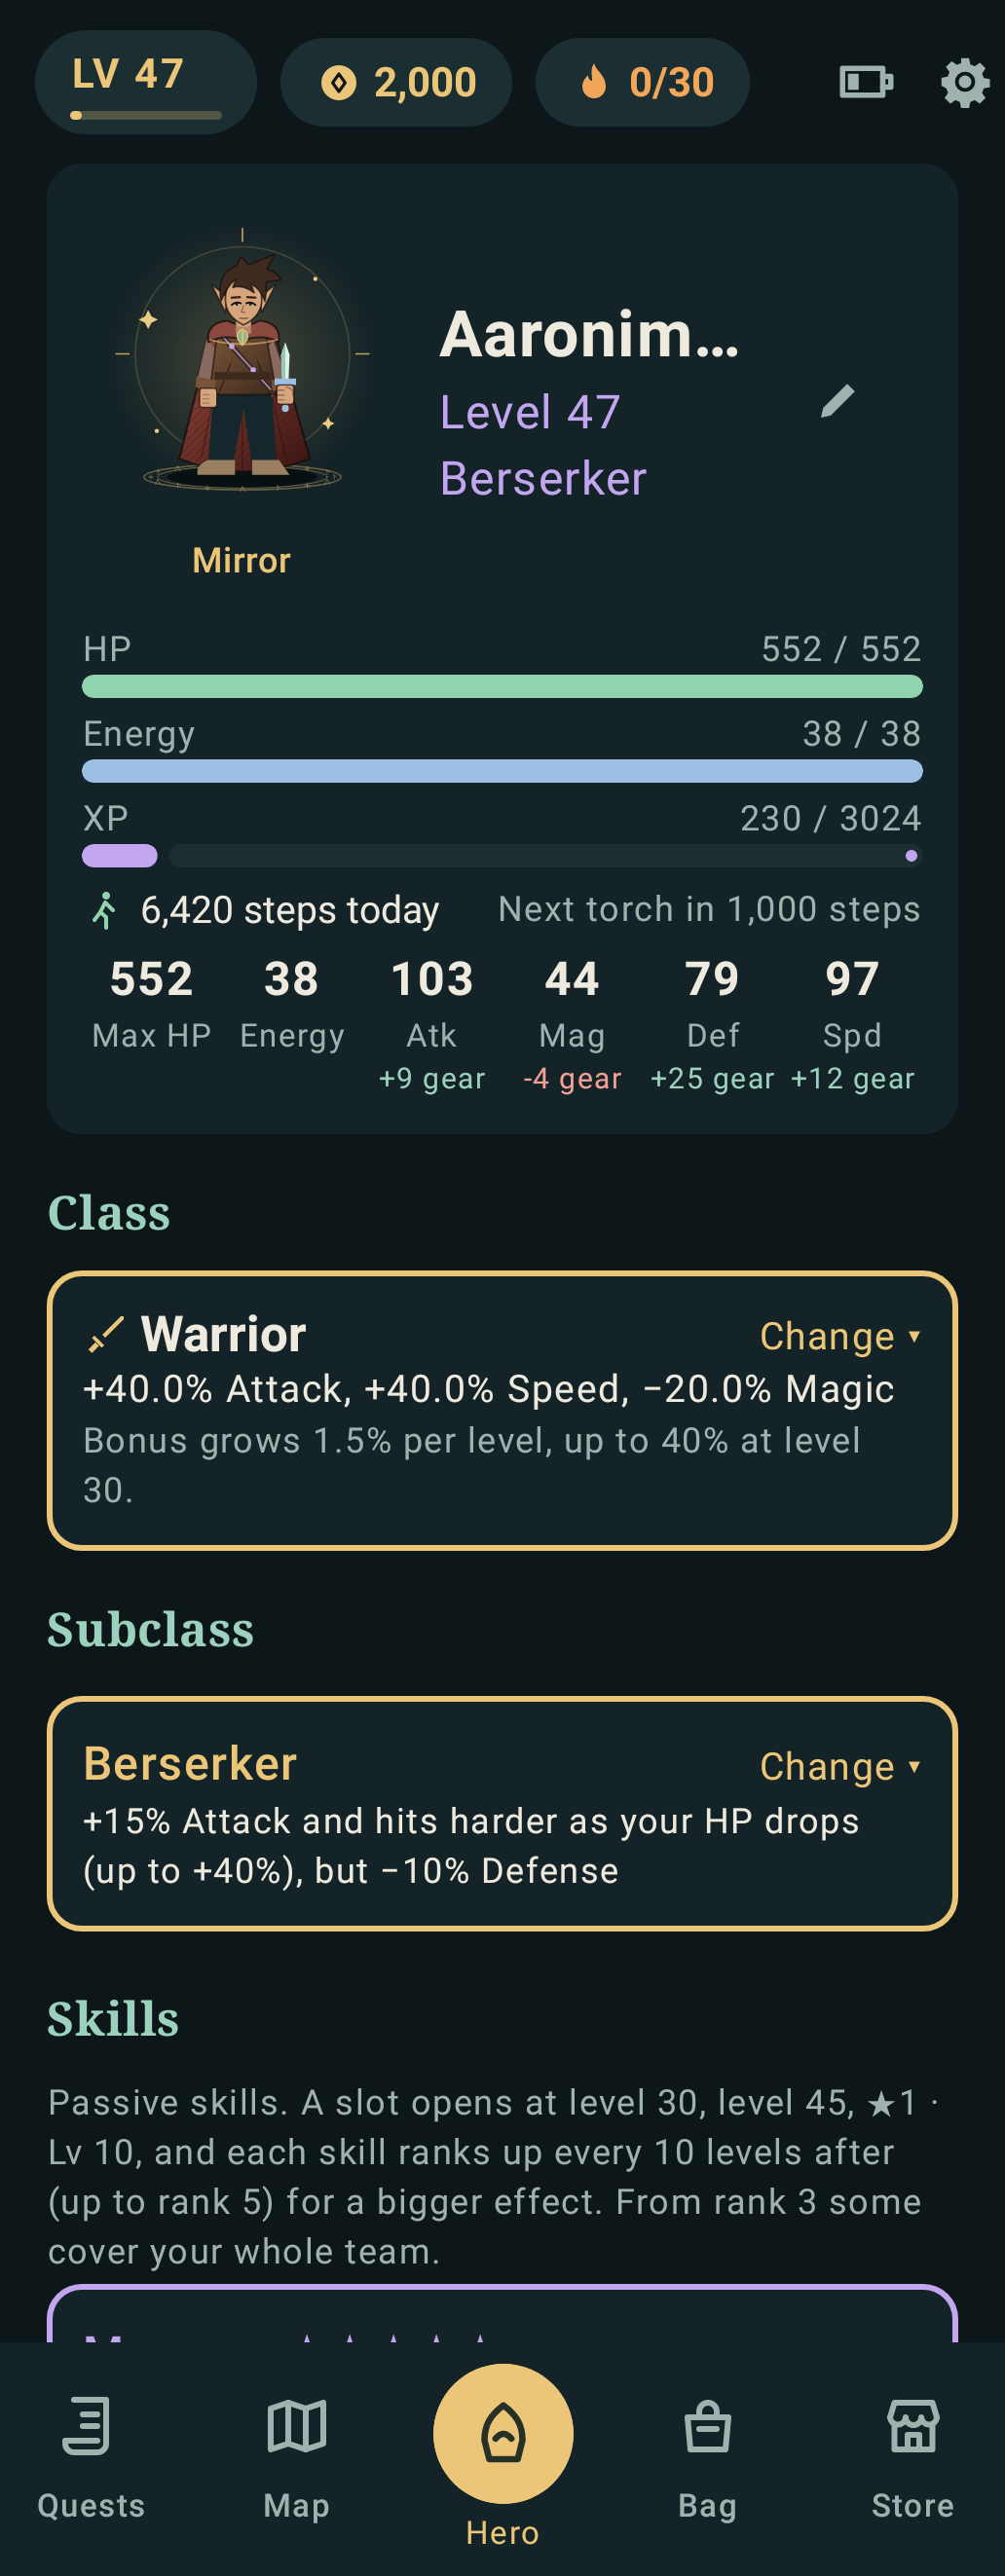 LV 47
2,000
0/30
Aaronim…
Level 47
Berserker
Mirror
HP 552 / 552
Energy 38 / 38
XP 230 / 3024
6,420 steps today Next torch in 1,000 steps
552 38 103 44 79 97
Max HP Energy Atk Mag Def Spd
+9 gear -4 gear +25 gear +12 gear
Class
Warrior Change ▾
+40.0% Attack, +40.0% Speed, −20.0% Magic
Bonus grows 1.5% per level, up to 40% at level
30.
Subclass
Berserker Change ▾
+15% Attack and hits harder as your HP drops
(up to +40%), but −10% Defense
Skills
Passive skills. A slot opens at level 30, level 45, ★1 ·
Lv 10, and each skill ranks up every 10 levels after
(up to rank 5) for a bigger effect. From rank 3 some
cover your whole team.
Quests Map Hero Bag Store